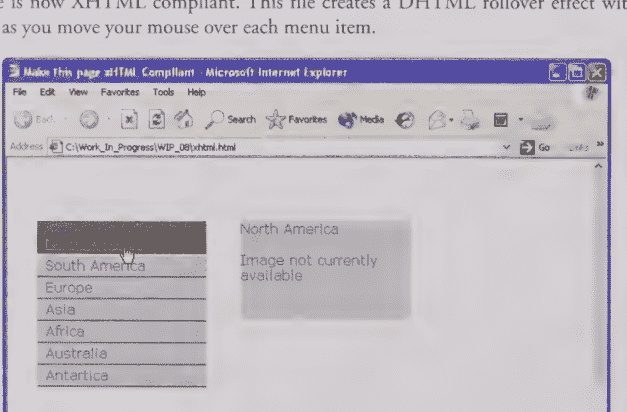 e is now XHTML compliant. This file creates a DHTML rollover effect wit
as you move your mouse over each menu item.
Make this page xHTML Compliant - Microsoft Internet Explorer
File Edit View Favorites Tools Help
Back Search Favorites Media
Address C:\Work_In_Progress\WIP_08\xhtml.html Go Links »
North America
Image not currently
available
South America
Europe
Asia
Africa
Australia
Antartica